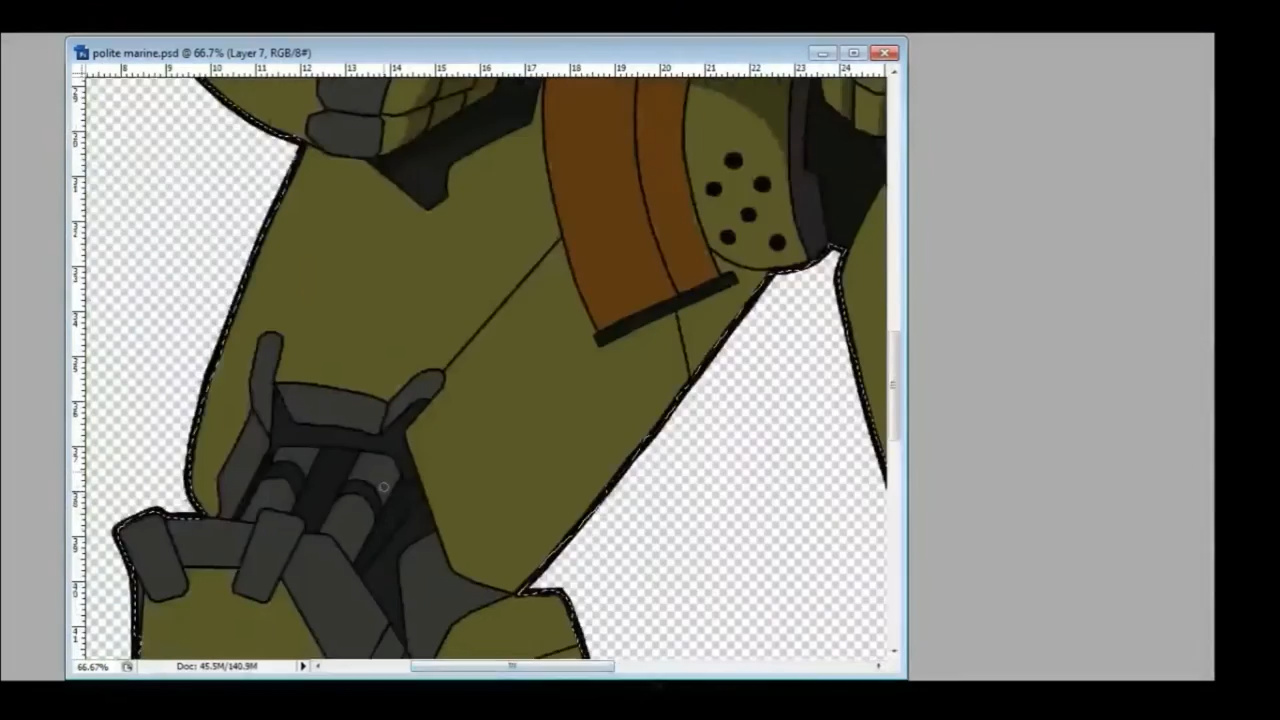 polite marine.psd @ 66.7% (Layer 7, RGB/8#)
8 9 10 11 12 13 14 15 16 17 18 19 20 21 22 23 24
66.67% Doc: 45.5M/140.9M